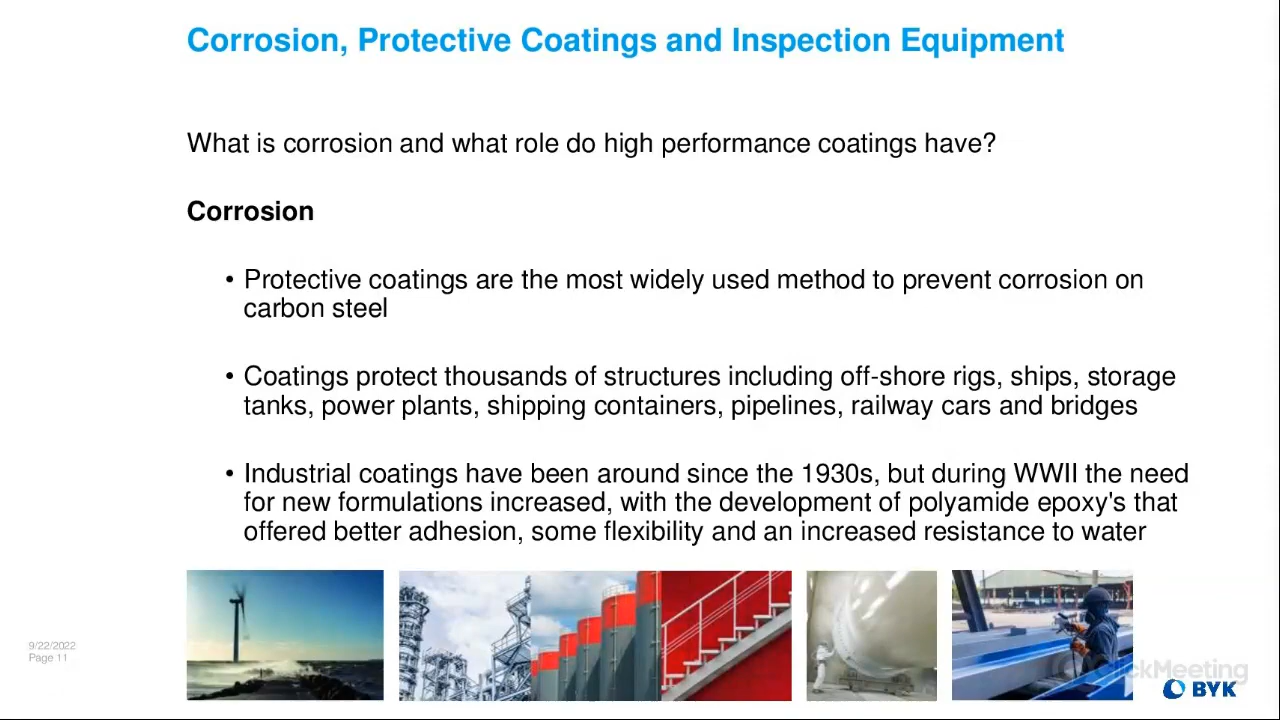 Corrosion, Protective Coatings and Inspection Equipment
What is corrosion and what role do high performance coatings have?
Corrosion
• Protective coatings are the most widely used method to prevent corrosion on
carbon steel
• Coatings protect thousands of structures including off-shore rigs, ships, storage
tanks, power plants, shipping containers, pipelines, railway cars and bridges
• Industrial coatings have been around since the 1930s, but during WWII the need
for new formulations increased, with the development of polyamide epoxy's that
offered better adhesion, some flexibility and an increased resistance to water
9/22/2022
Page 11
ClickMeeting
BYK